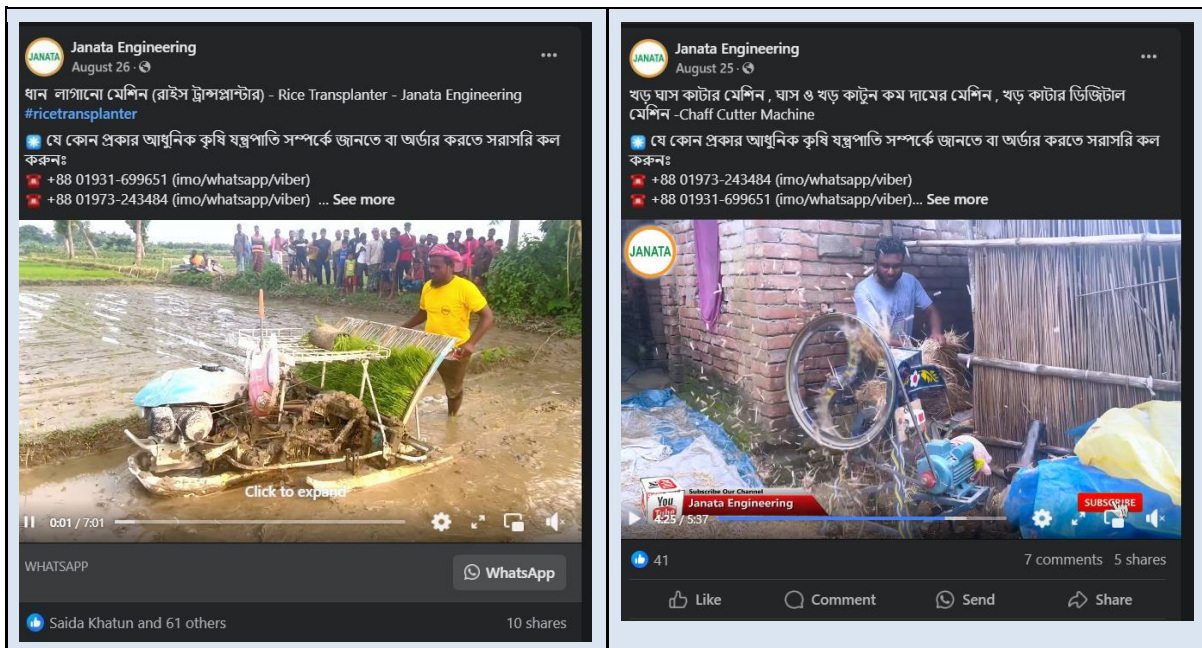 JANATA
Janata Engineering
August 26 ·
ধান লাগানো মেশিন (রাইস ট্রান্সপ্লান্টার) - Rice Transplanter - Janata Engineering
#ricetransplanter
যে কোন প্রকার আধুনিক কৃষি যন্ত্রপাতি সম্পর্কে জানতে বা অর্ডার করতে সরাসরি কল
করুনঃ
+88 01931-699651 (imo/whatsapp/viber)
+88 01973-243484 (imo/whatsapp/viber) ... See more
Click to expand
0:01 / 7:01
WHATSAPP
WhatsApp
Saida Khatun and 61 others
10 shares
JANATA
Janata Engineering
August 25 ·
খড় ঘাস কাটার মেশিন , ঘাস ও খড় কাটুন কম দামের মেশিন , খড় কাটার ডিজিটাল
মেশিন -Chaff Cutter Machine
যে কোন প্রকার আধুনিক কৃষি যন্ত্রপাতি সম্পর্কে জানতে বা অর্ডার করতে সরাসরি কল
করুনঃ
+88 01973-243484 (imo/whatsapp/viber)
+88 01931-699651 (imo/whatsapp/viber)... See more
JANATA
Subscribe Our Channel
You Tube
Janata Engineering
SUBSCRIBE
4:25 / 5:37
41
7 comments 5 shares
Like
Comment
Send
Share